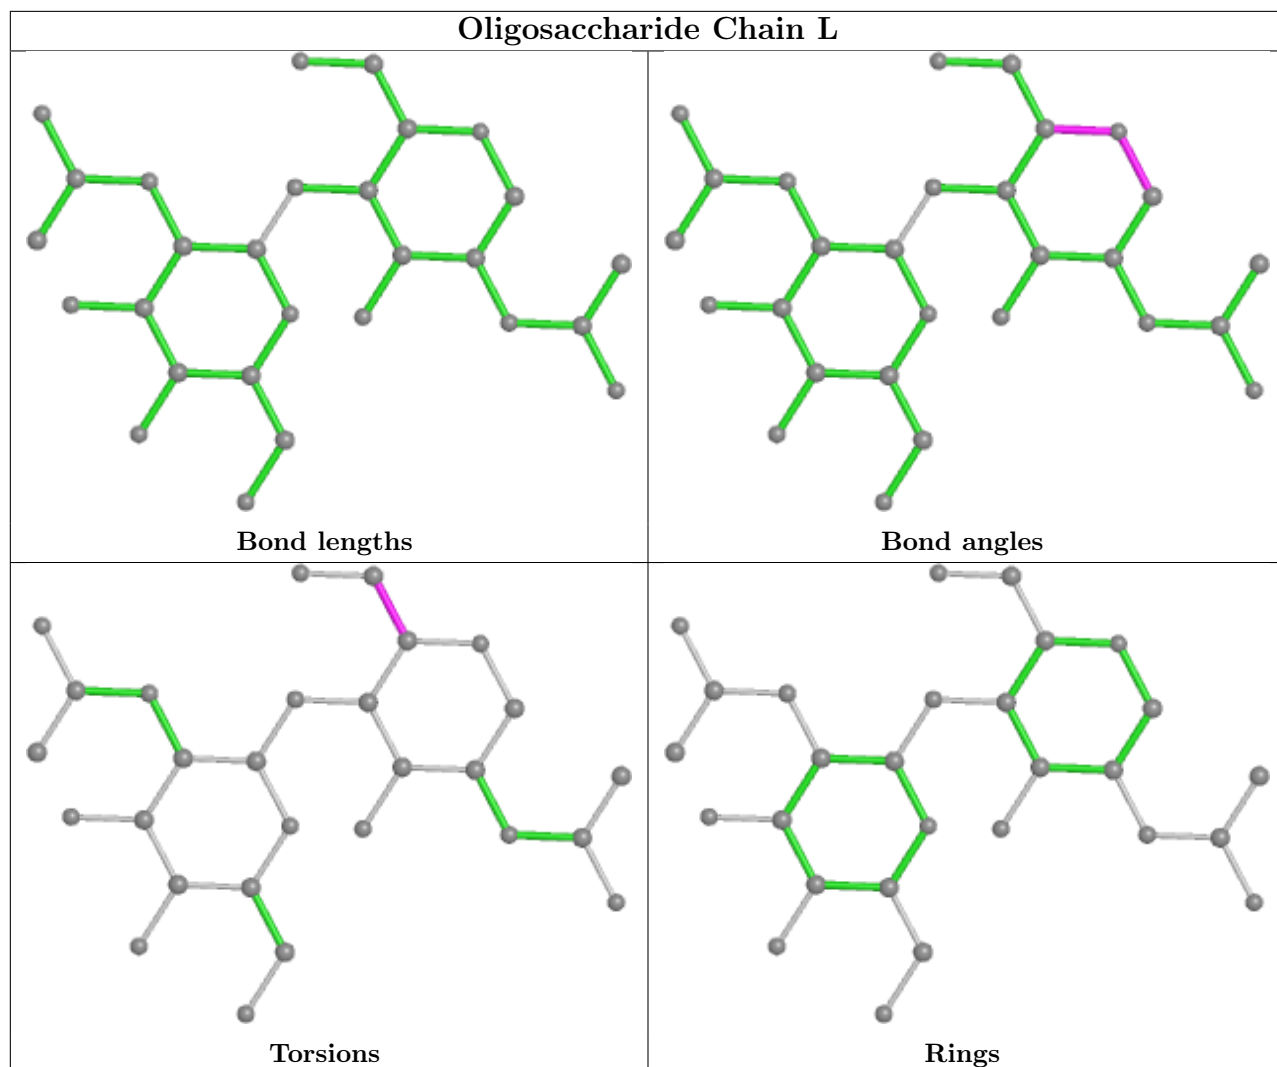 Oligosaccharide Chain L
Bond lengths
Bond angles
Torsions
Rings